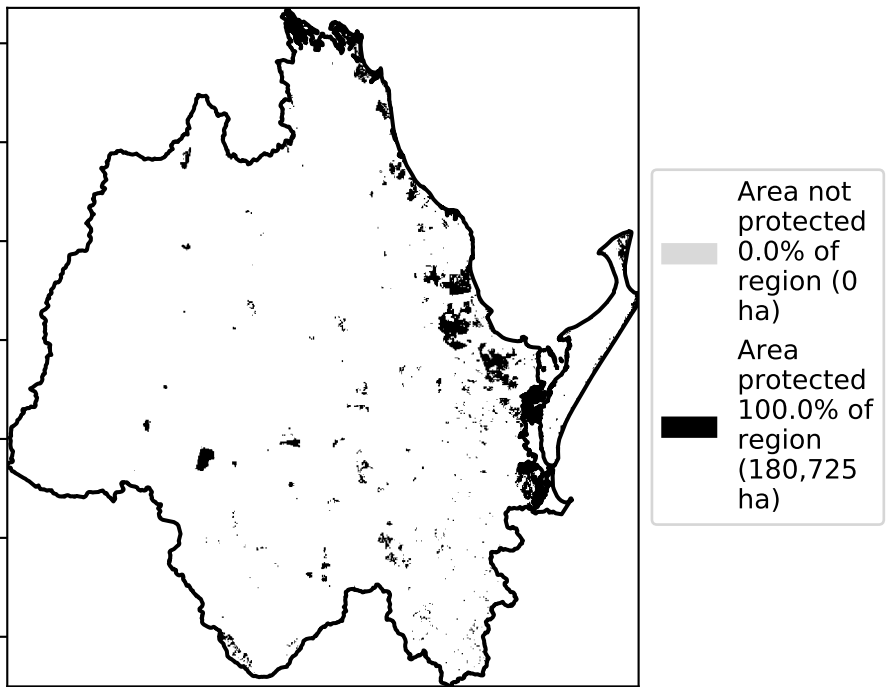 Area not
protected
0.0% of
region (0
ha)
Area
protected
100.0% of
region
(180,725
ha)